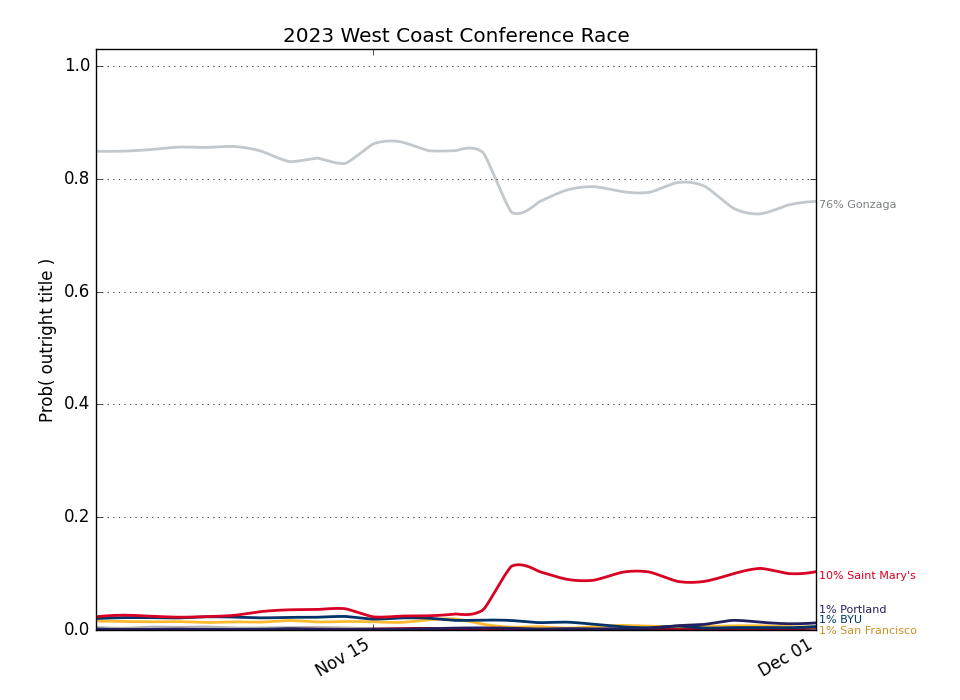 2023 West Coast Conference Race
1.0
0.8
0.6
0.4
0.2
0.0
Prob( outright title )
76% Gonzaga
10% Saint Mary's
1% Portland
1% BYU
1% San Francisco
Nov 15
Dec 01